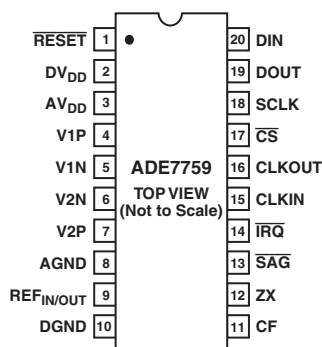 RESET 1 20 DIN
DVDD 2 19 DOUT
AVDD 3 18 SCLK
V1P 4 17 CS
V1N 5 ADE7759 16 CLKOUT
V2N 6 TOP VIEW 15 CLKIN
(Not to Scale)
V2P 7 14 IRQ
AGND 8 13 SAG
REFIN/OUT 9 12 ZX
DGND 10 11 CF